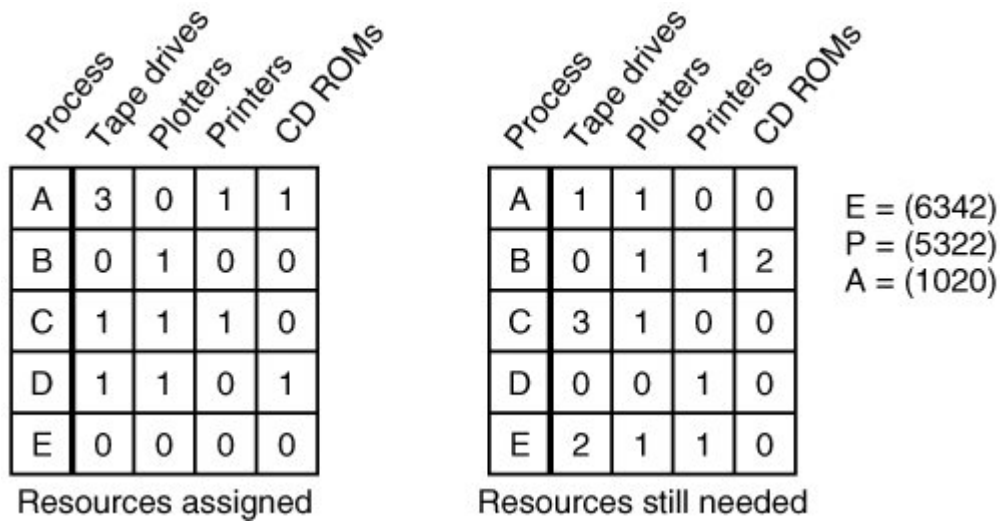 Process Tape drives Plotters Printers CD ROMs
A 3 0 1 1
B 0 1 0 0
C 1 1 1 0
D 1 1 0 1
E 0 0 0 0
Resources assigned
Process Tape drives Plotters Printers CD ROMs
A 1 1 0 0
B 0 1 1 2
C 3 1 0 0
D 0 0 1 0
E 2 1 1 0
Resources still needed
E = (6342)
P = (5322)
A = (1020)